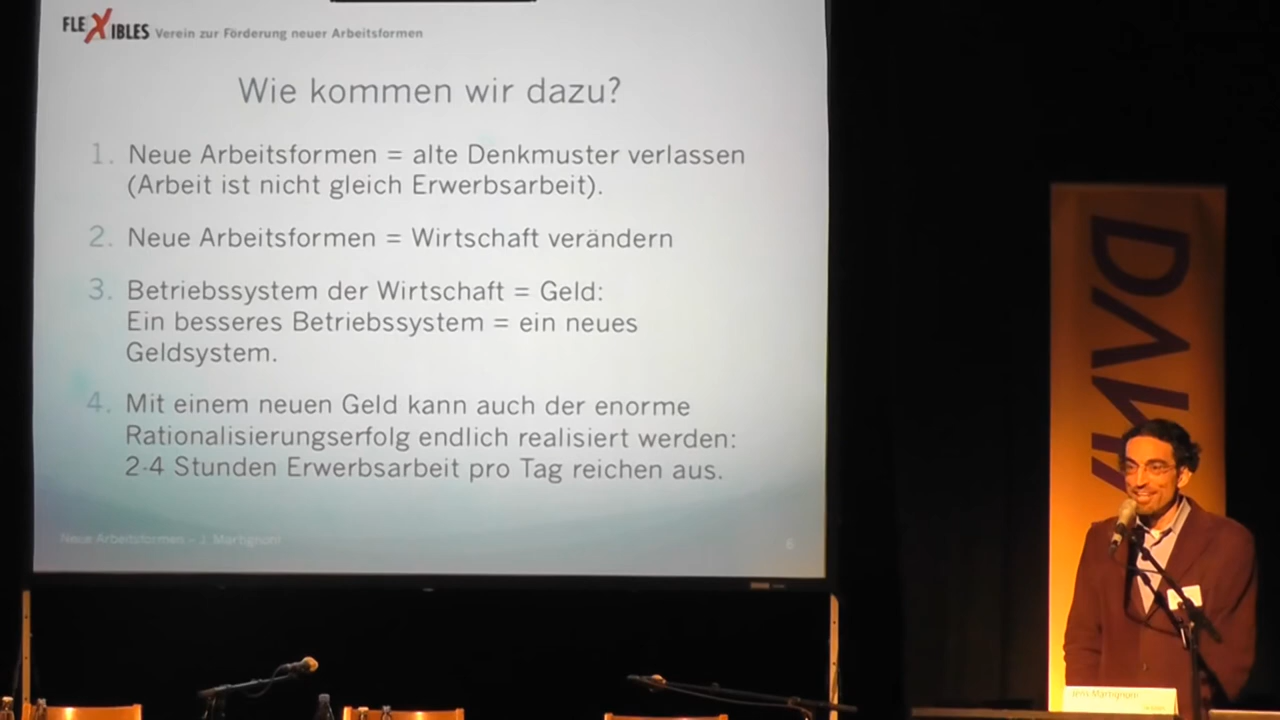 FLEXIBLES Verein zur Förderung neuer Arbeitsformen
Wie kommen wir dazu?
1. Neue Arbeitsformen = alte Denkmuster verlassen
(Arbeit ist nicht gleich Erwerbsarbeit).
2. Neue Arbeitsformen = Wirtschaft verändern
3. Betriebssystem der Wirtschaft = Geld:
Ein besseres Betriebssystem = ein neues
Geldsystem.
4. Mit einem neuen Geld kann auch der enorme
Rationalisierungserfolg endlich realisiert werden:
2-4 Stunden Erwerbsarbeit pro Tag reichen aus.
Neue Arbeitsformen – J. Martignoni
6
Jens Martignoni